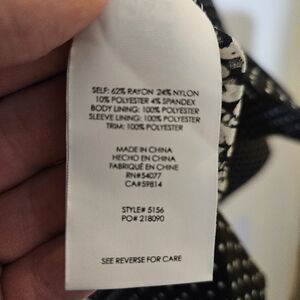 SELF: 62% RAYON 24% NYLON
10% POLYESTER 4% SPANDEX
BODY LINING: 100% POLYESTER
SLEEVE LINING: 100% POLYESTER
TRIM: 100% POLYESTER
MADE IN CHINA
HECHO EN CHINA
FABRIQUÉ EN CHINE
RN#54077
CA#59814
STYLE# 5156
PO# 218090
SEE REVERSE FOR CARE